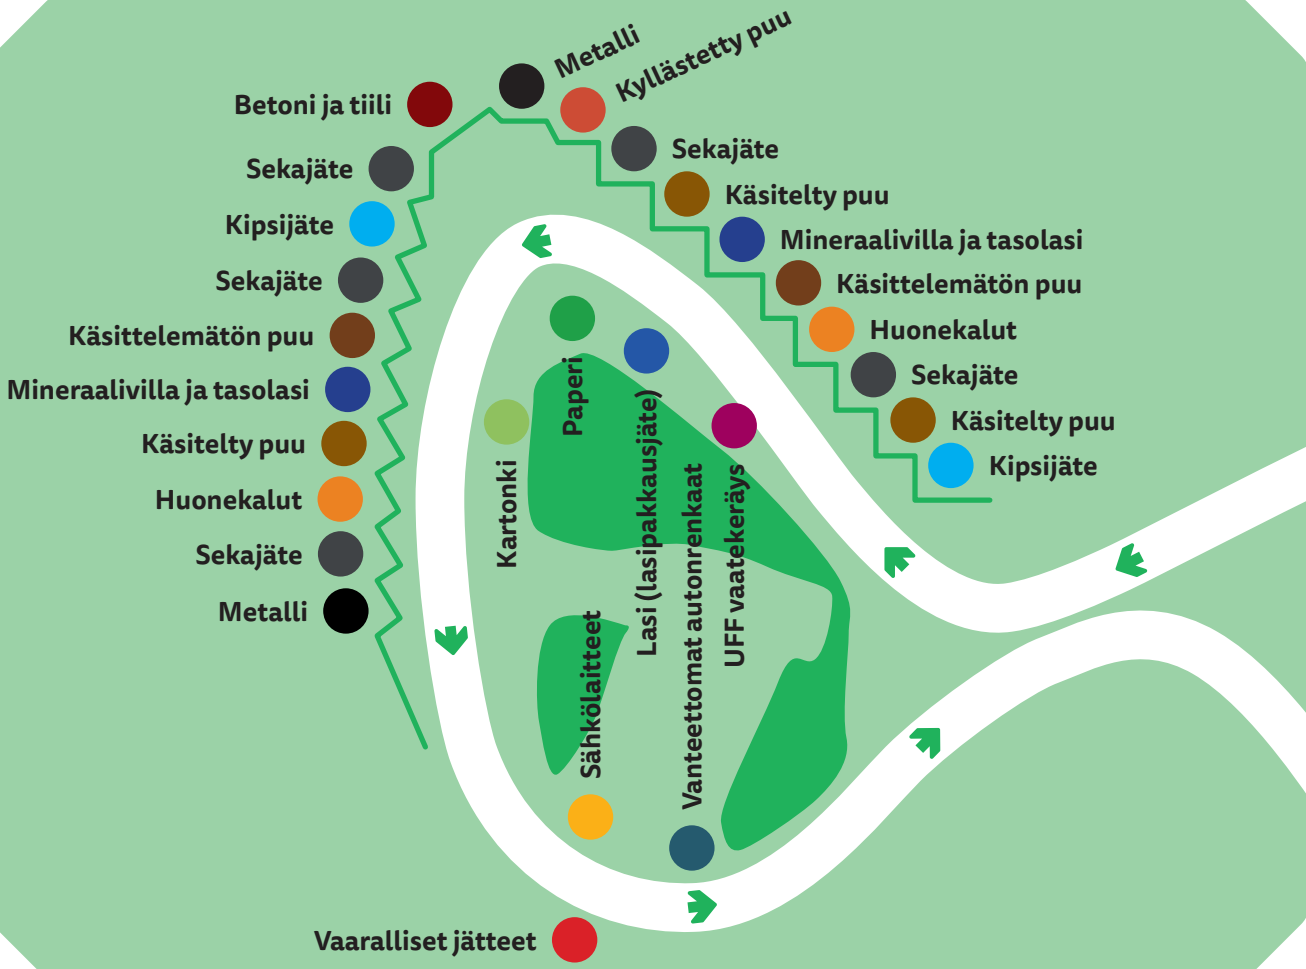 Metalli
Kyllästetty puu
Betoni ja tiili
Sekajäte
Sekajäte
Käsitelty puu
Kipsijäte
Mineraalivilla ja tasolasi
Sekajäte
Käsittelemätön puu
Käsittelemätön puu
Huonekalut
Mineraalivilla ja tasolasi
Sekajäte
Käsitelty puu
Käsitelty puu
Huonekalut
Kipsijäte
Sekajäte
Metalli
Paperi
Kartonki
Lasi (lasipakkausjäte)
Vanteettomat autonrenkaat
UFF vaatekeräys
Sähkölaitteet
Vaaralliset jätteet